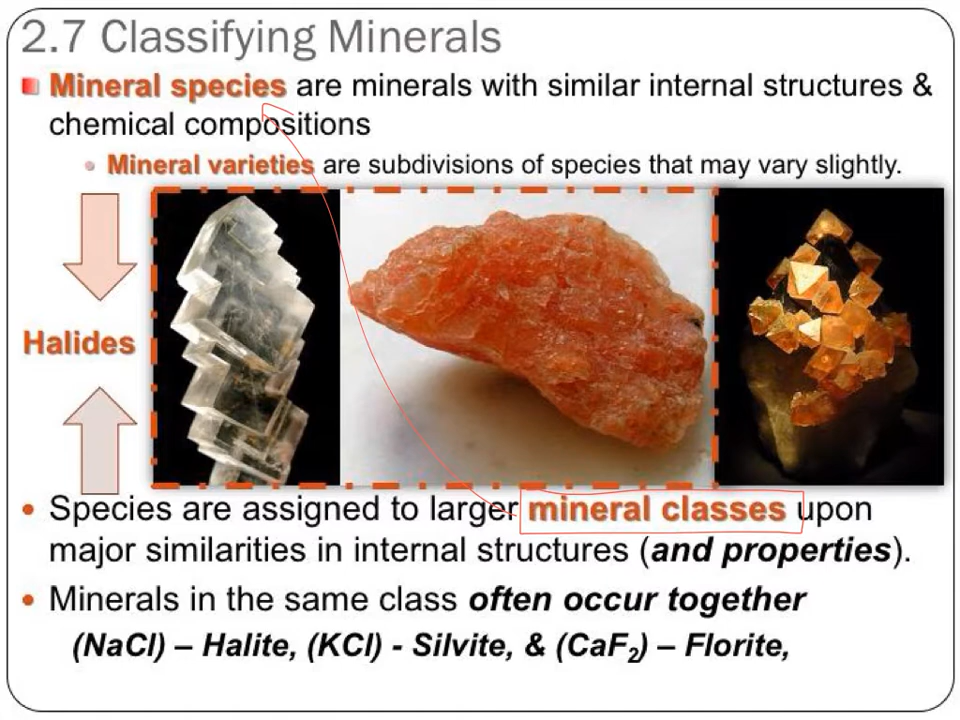 2.7 Classifying Minerals
Mineral species are minerals with similar internal structures &
chemical compositions
Mineral varieties are subdivisions of species that may vary slightly.
Halides
Species are assigned to larger mineral classes upon
major similarities in internal structures (and properties).
Minerals in the same class often occur together
(NaCl) – Halite, (KCl) - Silvite, & (CaF₂) – Florite,